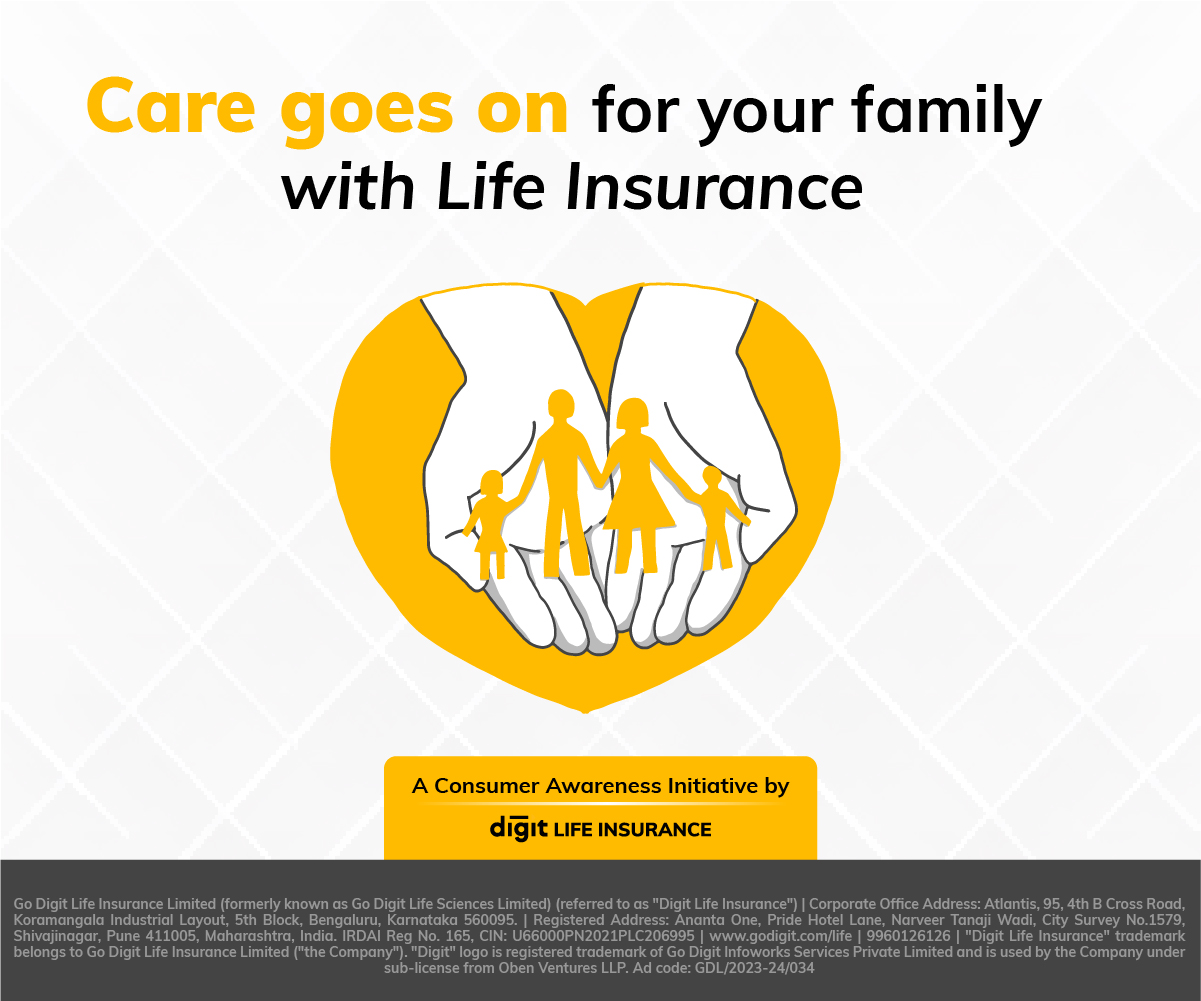 Care goes on for your family
with Life Insurance
A Consumer Awareness Initiative by
digit LIFE INSURANCE
Go Digit Life Insurance Limited (formerly known as Go Digit Life Sciences Limited) (referred to as "Digit Life Insurance") | Corporate Office Address: Atlantis, 95, 4th B Cross Road,
Koramangala Industrial Layout, 5th Block, Bengaluru, Karnataka 560095. | Registered Address: Ananta One, Pride Hotel Lane, Narveer Tanaji Wadi, City Survey No.1579,
Shivajinagar, Pune 411005, Maharashtra, India. IRDAI Reg No. 165, CIN: U66000PN2021PLC206995 | www.godigit.com/life | 9960126126 | "Digit Life Insurance" trademark
belongs to Go Digit Life Insurance Limited ("the Company"). "Digit" logo is registered trademark of Go Digit Infoworks Services Private Limited and is used by the Company under
sub-license from Oben Ventures LLP. Ad code: GDL/2023-24/034